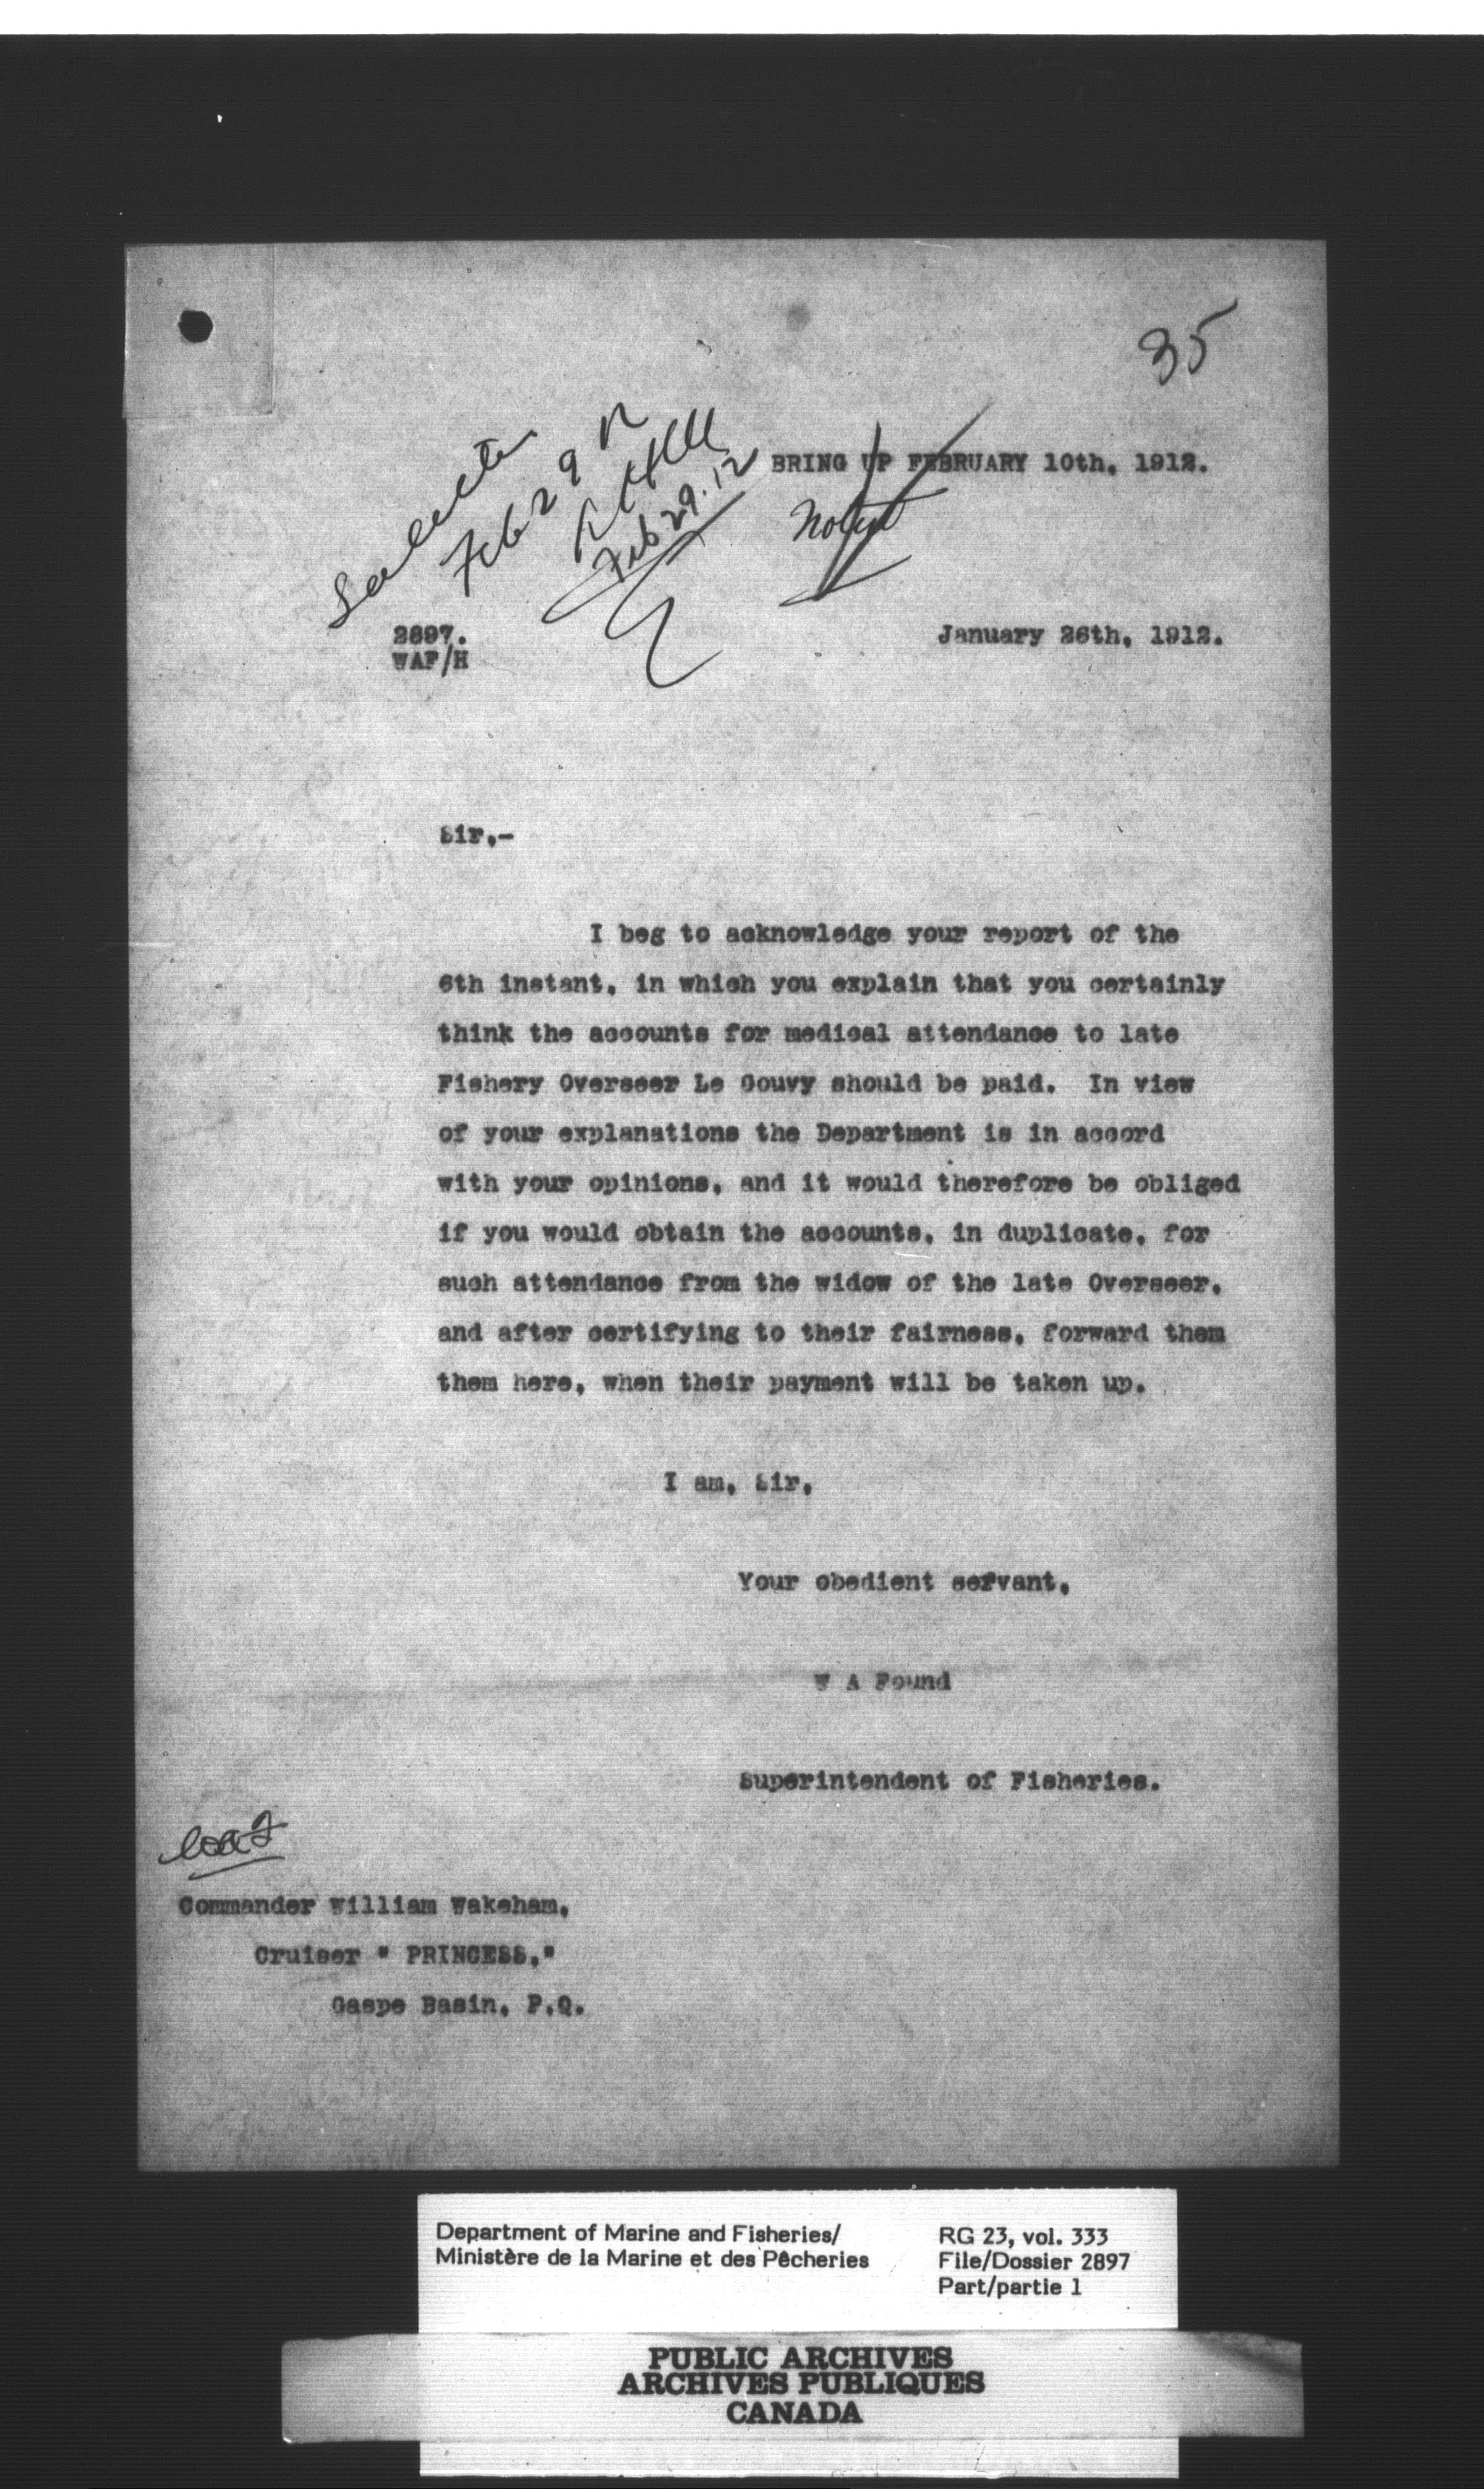 35
BRING UP FEBRUARY 10th, 1912.
Feb 29
Feb 29.12
Not yet
2897.
WAF/H
January 26th, 1912.
Sir,-
I beg to acknowledge your report of the
6th instant, in which you explain that you certainly
think the accounts for medical attendance to late
Fishery Overseer Le Gouvy should be paid. In view
of your explanations the Department is in accord
with your opinions, and it would therefore be obliged
if you would obtain the accounts, in duplicate, for
such attendance from the widow of the late Overseer,
and after certifying to their fairness, forward them
them here, when their payment will be taken up.
I am, Sir,
Your obedient servant,
W A Found
Superintendent of Fisheries.
Commander William Wakeham,
Cruiser " PRINCESS,"
Gaspe Basin, P.Q.
Department of Marine and Fisheries/
Ministère de la Marine et des Pêcheries
RG 23, vol. 333
File/Dossier 2897
Part/partie 1
PUBLIC ARCHIVES
ARCHIVES PUBLIQUES
CANADA